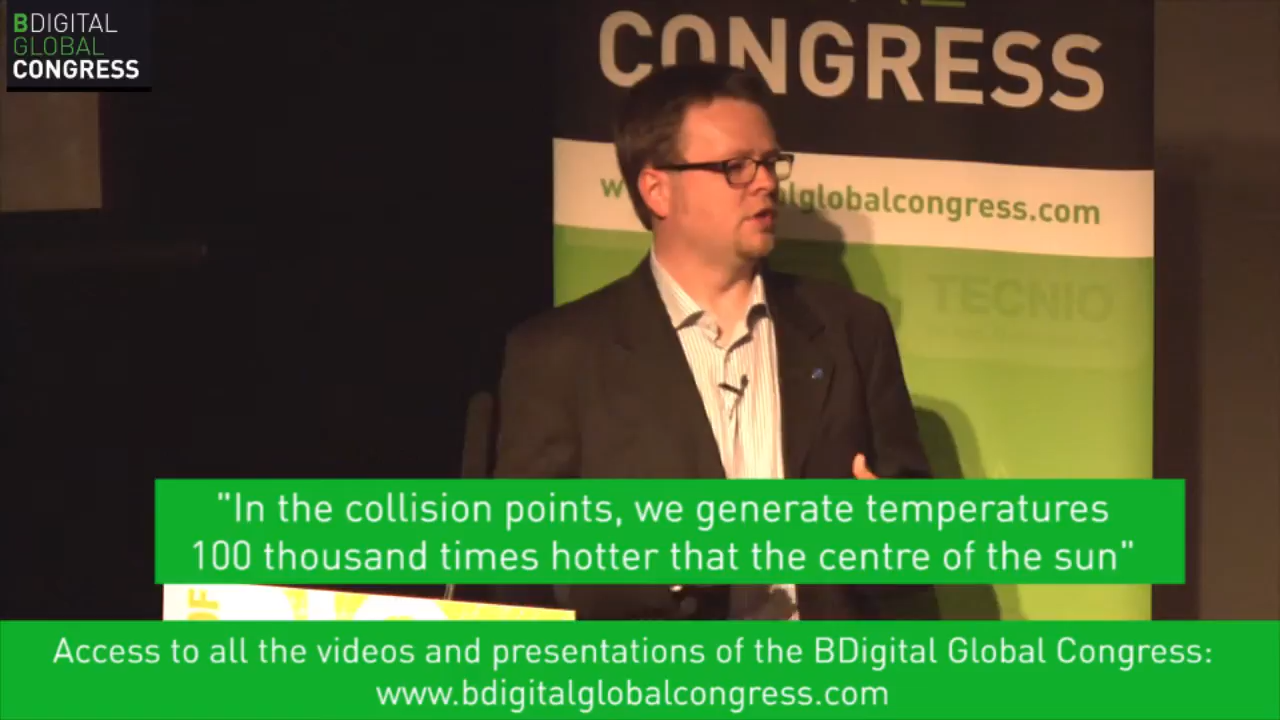 BDIGITAL
GLOBAL
CONGRESS
CONGRESS
lglobalcongress.com
TECNIO
"In the collision points, we generate temperatures
100 thousand times hotter that the centre of the sun"
OF
Access to all the videos and presentations of the BDigital Global Congress:
www.bdigitalglobalcongress.com